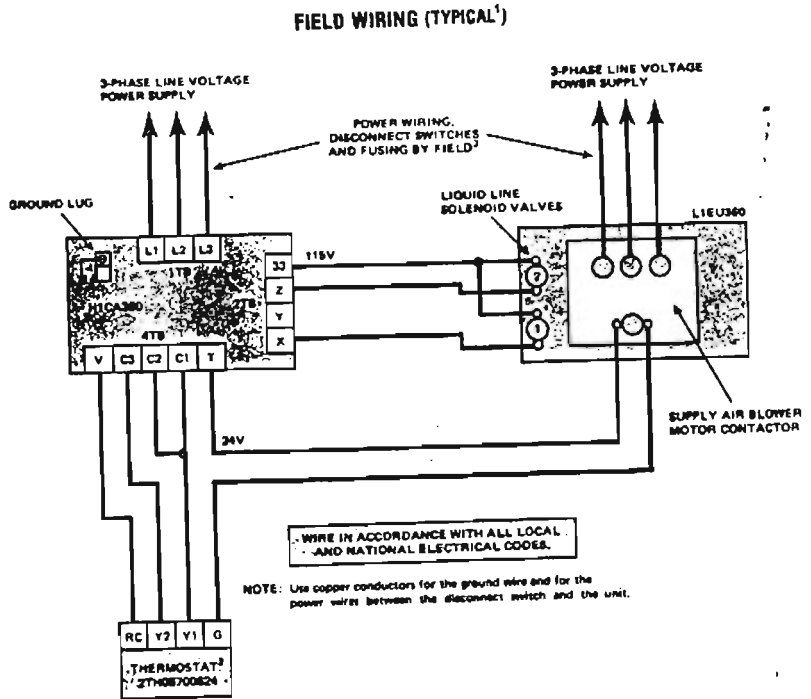 FIELD WIRING (TYPICAL¹)
3-PHASE LINE VOLTAGE
POWER SUPPLY
3-PHASE LINE VOLTAGE
POWER SUPPLY
POWER WIRING,
DISCONNECT SWITCHES
AND FUSING BY FIELD²
GROUND LUG
LIQUID LINE
SOLENOID VALVES
L1EU360
L1 L2 L3
1TB
115V
33
Z
Y
X
H1CA360
4TB
V C3 C2 C1 T
2
1
24V
SUPPLY AIR BLOWER
MOTOR CONTACTOR
WIRE IN ACCORDANCE WITH ALL LOCAL
AND NATIONAL ELECTRICAL CODES.
NOTE: Use copper conductors for the ground wire and for the
power wires between the disconnect switch and the unit.
RC Y2 Y1 G
THERMOSTAT
2TH08700824